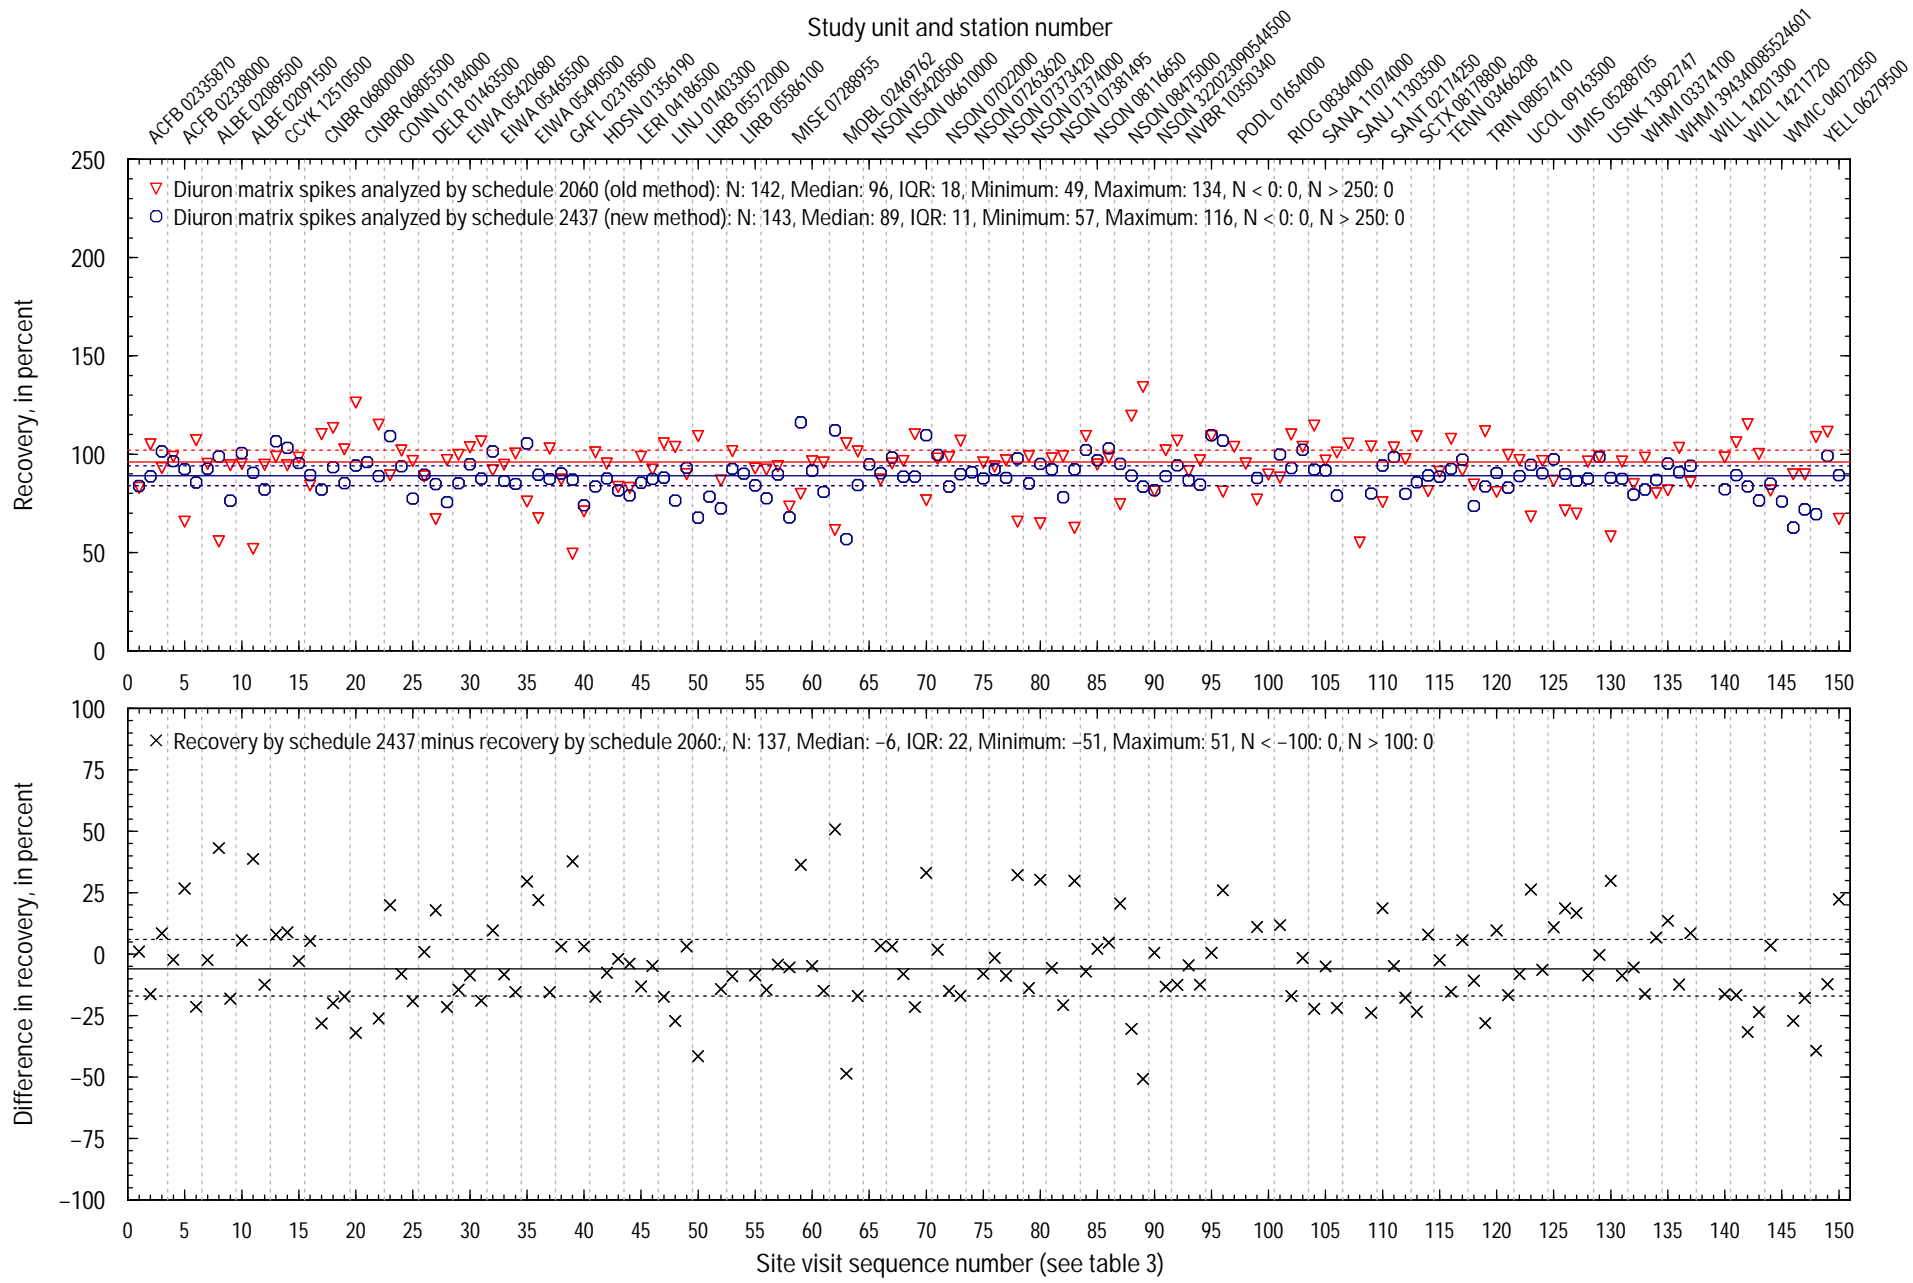 Study unit and station number
ACFB 02335870
ACFB 02338000
ALBE 02089500
ALBE 02091500
CCYK 12510500
CNBR 06800000
CNBR 06805500
CONN 01184000
DELR 01463500
EIWA 05420680
EIWA 05465500
EIWA 05490500
GAFL 02318500
HDSN 01356190
LERI 04186500
LINJ 01403300
LIRB 05572000
LIRB 05586100
MISE 07288955
MOBL 02469762
NSQN 05420500
NSQN 06610000
NSQN 07022000
NSQN 07263620
NSQN 07373420
NSQN 07374000
NSQN 07381495
NSQN 08116650
NSQN 08475000
NSQN 322023090544500
NVBR 10350340
PODL 01654000
RIOG 08364000
SANA 11074000
SANJ 11303500
SANT 02174250
SCTX 08178800
TENN 03466208
TRIN 08057410
UCOL 09163500
UMIS 05288705
USNK 13092747
WHMI 03374100
WHMI 394340085524601
WILL 14201300
WILL 14211720
WMIC 04072050
YELL 06279500
Recovery, in percent
250
200
150
100
50
0
Diuron matrix spikes analyzed by schedule 2060 (old method): N: 142, Median: 96, IQR: 18, Minimum: 49, Maximum: 134, N < 0: 0, N > 250: 0
Diuron matrix spikes analyzed by schedule 2437 (new method): N: 143, Median: 89, IQR: 11, Minimum: 57, Maximum: 116, N < 0: 0, N > 250: 0
0 5 10 15 20 25 30 35 40 45 50 55 60 65 70 75 80 85 90 95 100 105 110 115 120 125 130 135 140 145 150
Difference in recovery, in percent
100
75
50
25
0
−25
−50
−75
−100
Recovery by schedule 2437 minus recovery by schedule 2060:, N: 137, Median: −6, IQR: 22, Minimum: −51, Maximum: 51, N < −100: 0, N > 100: 0
0 5 10 15 20 25 30 35 40 45 50 55 60 65 70 75 80 85 90 95 100 105 110 115 120 125 130 135 140 145 150
Site visit sequence number (see table 3)